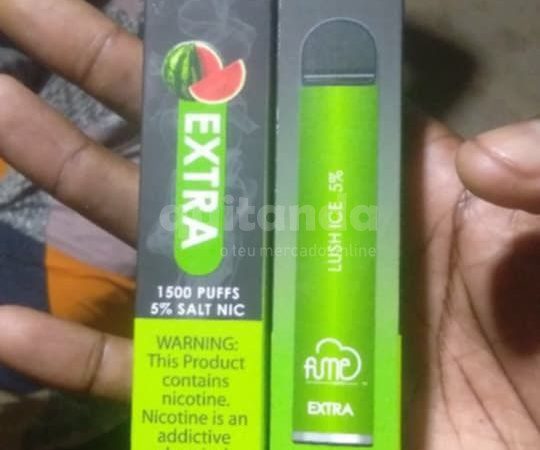 EXTRA
1500 PUFFS
5% SALT NIC
WARNING:
This Product
contains
nicotine.
Nicotine is an
addictive
LUSH ICE 5%
fume
EXTRA
o teu mercado online